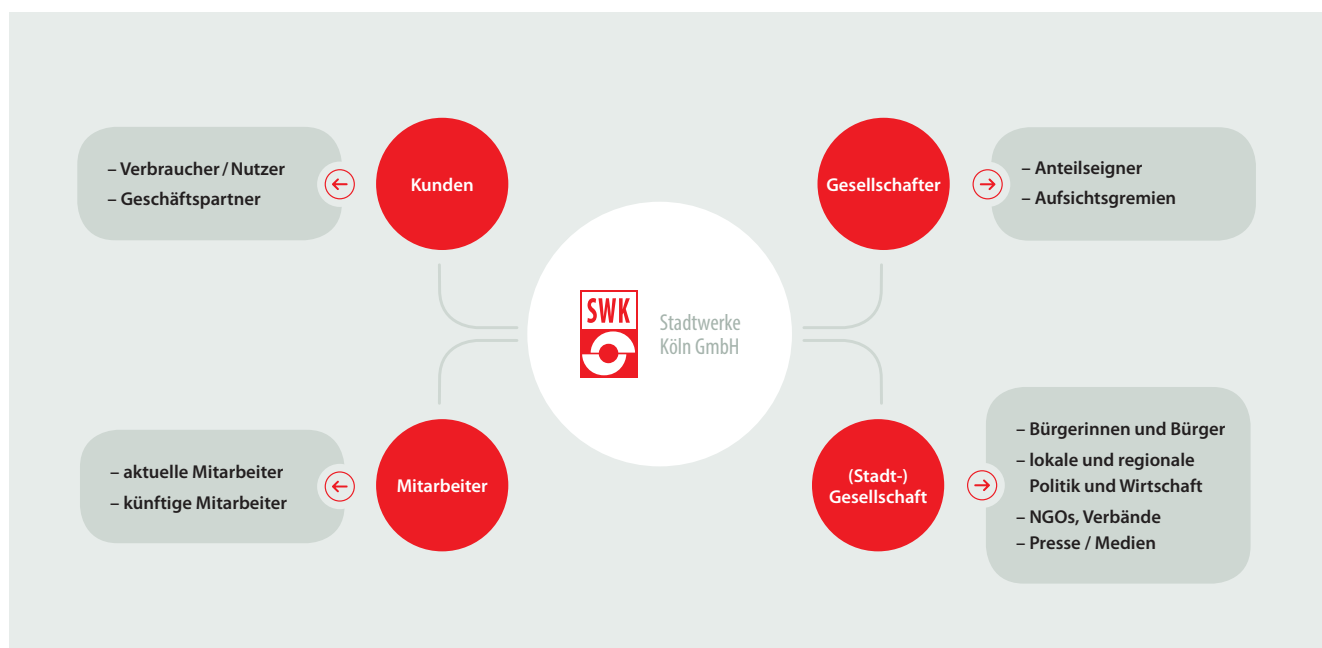 – Verbraucher / Nutzer
– Geschäftspartner
Kunden
Gesellschafter
– Anteilseigner
– Aufsichtsgremien
SWK
Stadtwerke
Köln GmbH
– aktuelle Mitarbeiter
– künftige Mitarbeiter
Mitarbeiter
(Stadt-)
Gesellschaft
– Bürgerinnen und Bürger
– lokale und regionale
Politik und Wirtschaft
– NGOs, Verbände
– Presse / Medien